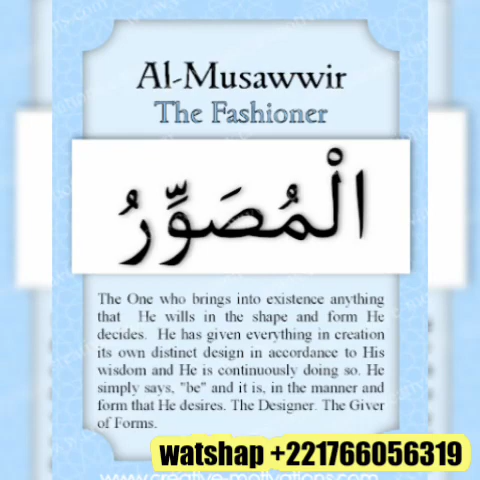 Al-Musawwir
The Fashioner
الْمُصَوِّرُ
The One who brings into existence anything
that He wills in the shape and form He
decides. He has given everything in creation
its own distinct design in accordance to His
wisdom and He is continuously doing so. He
simply says, "be" and it is, in the manner and
form that He desires. The Designer. The Giver
of Forms.
watshap +221766056319
www.creative-motivations.com